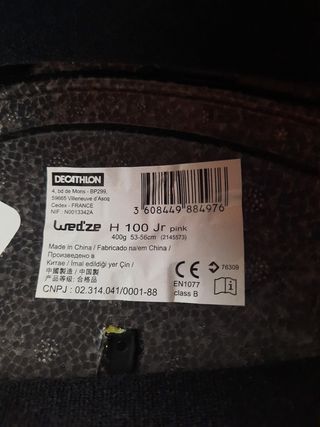 DECATHLON
4, bd de Mons - BP299,
59665 Villeneuve d'Ascq
Cedex - FRANCE
NIF : N0013342A
3 608449 884976
Wedze H 100 Jr pink
400g 53-56cm (2145573)
Made in China / Fabricado na/em China /
Произведено в
Китае / İmal edildiği yer Çin /
中國製造 / 中国製
产品等级: 合格品
CNPJ : 02.314.041/0001-88
CE
76309
EN1077
class B
i